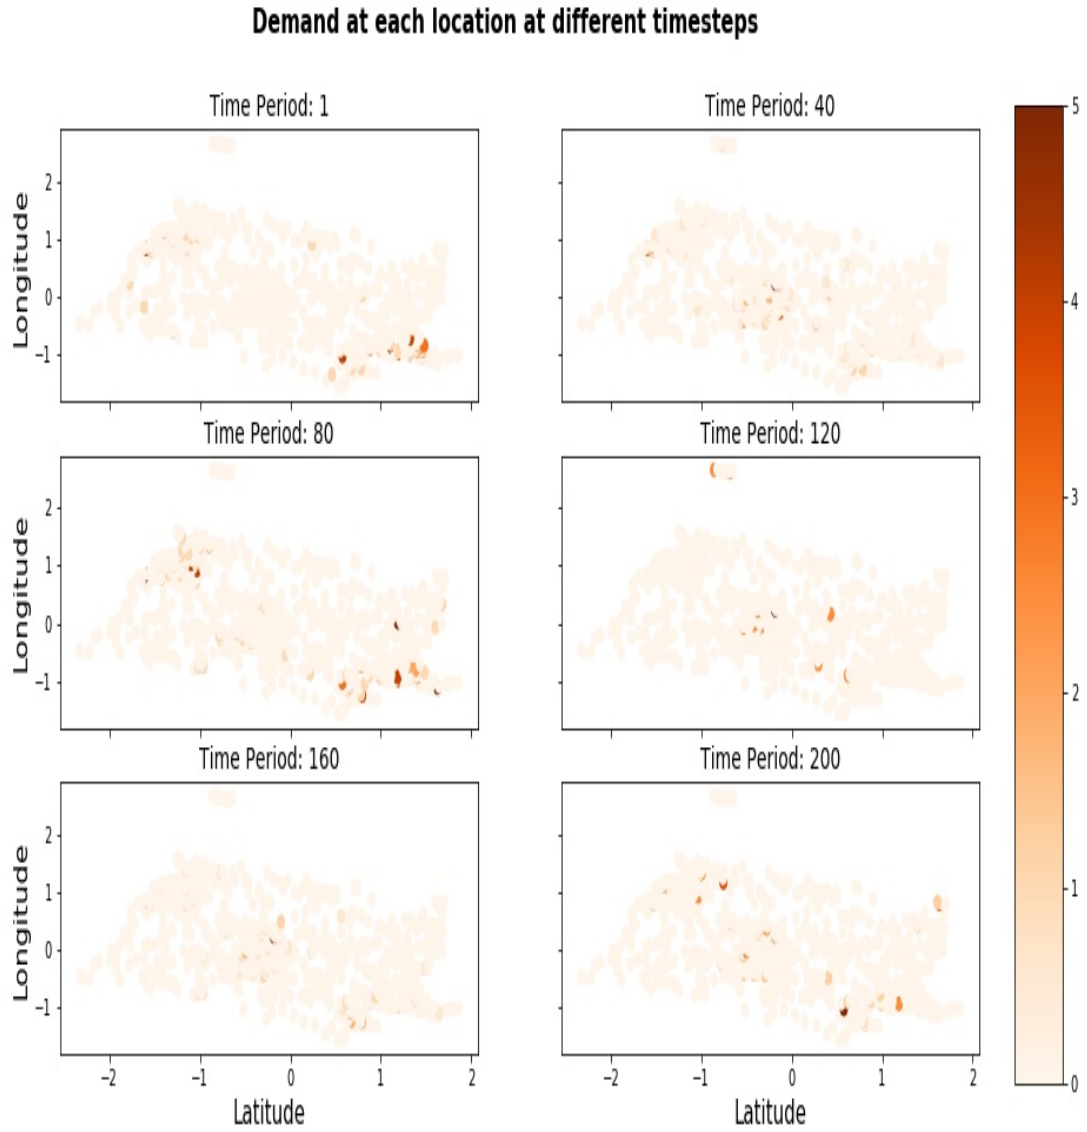 Demand at each location at different timesteps
Time Period: 1
Time Period: 40
Longitude
2
1
0
−1
Time Period: 80
Time Period: 120
Longitude
2
1
0
−1
Time Period: 160
Time Period: 200
Longitude
2
1
0
−1
−2 −1 0 1 2
−2 −1 0 1 2
Latitude
Latitude
5
4
3
2
1
0